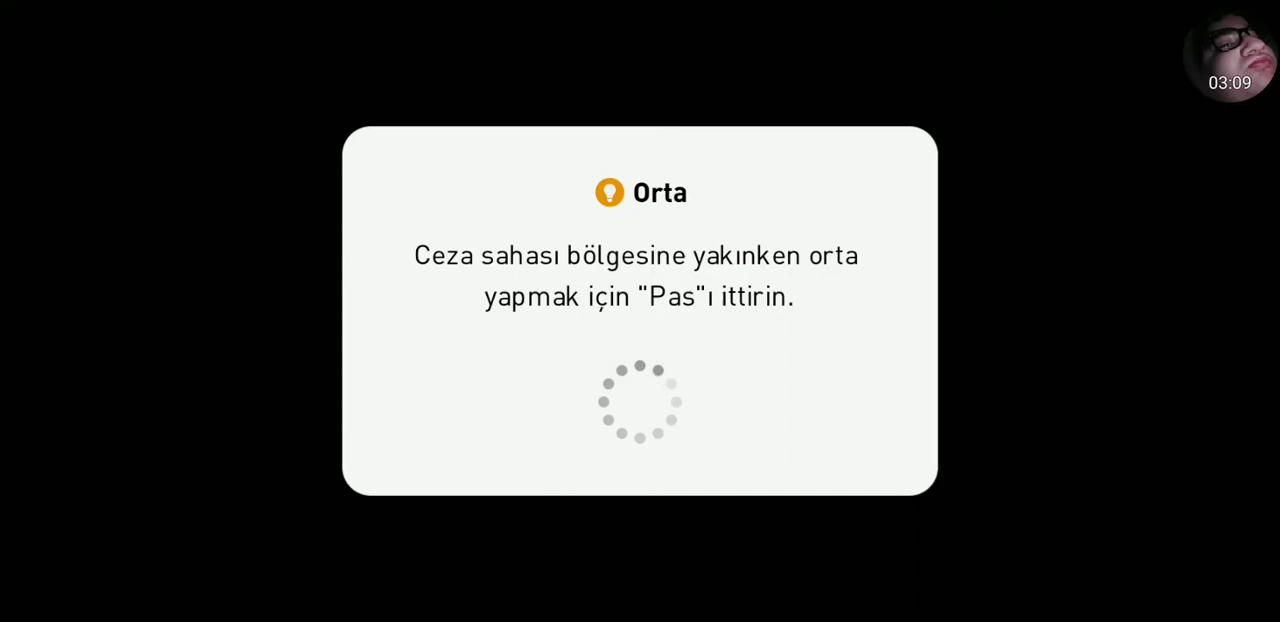 03:09
Orta
Ceza sahası bölgesine yakınken orta
yapmak için "Pas"ı ittirin.